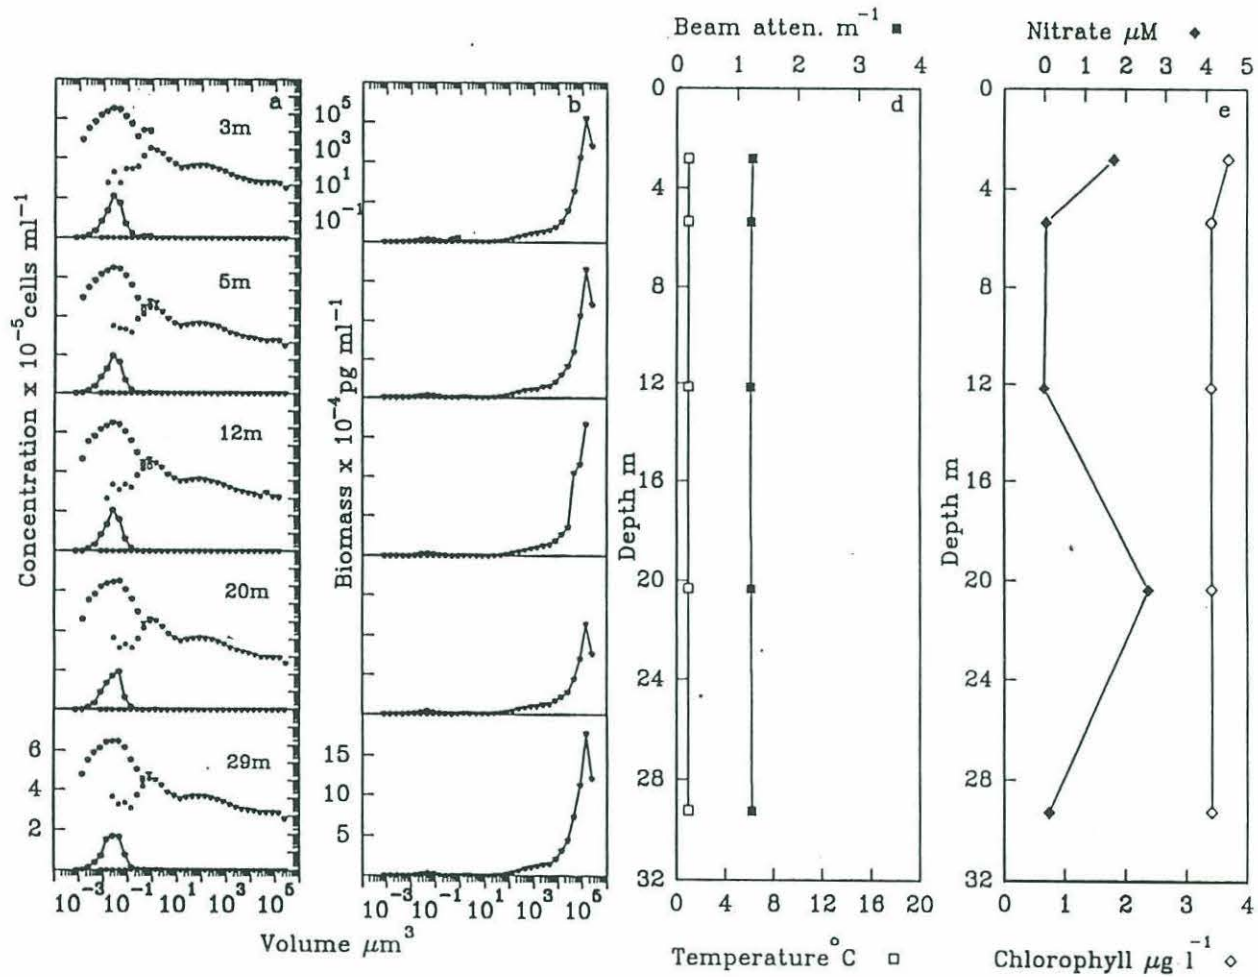 Beam atten. m⁻¹ ■
0 1 2 3 4
Nitrate μM ◆
0 1 2 3 4 5
a
3m
5m
12m
20m
29m
Concentration x 10⁻⁵ cells ml⁻¹
6
4
2
10⁻³ 10⁻¹ 10¹ 10³ 10⁵
10⁵
10³
10¹
10⁻¹
b
Biomass x 10⁻⁴ pg ml⁻¹
15
10
5
10⁻³ 10⁻¹ 10¹ 10³ 10⁵
Volume μm³
d
0
4
8
12
16
20
24
28
32
Depth m
0 4 8 12 16 20
Temperature °C □
e
0
4
8
12
16
20
24
28
32
Depth m
0 1 2 3 4
Chlorophyll μg l⁻¹ ◇